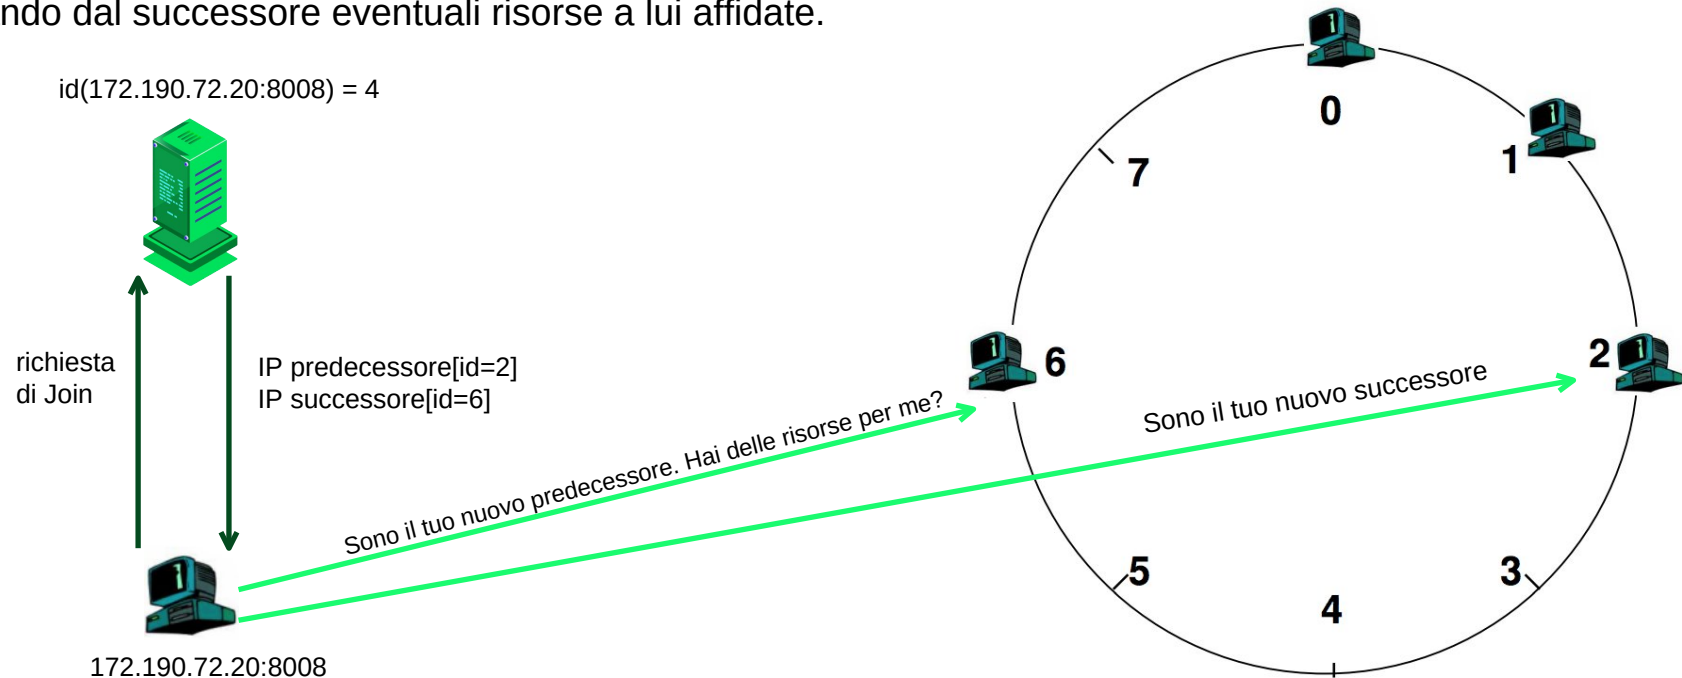 ndo dal successore eventuali risorse a lui affidate.
id(172.190.72.20:8008) = 4
richiesta
di Join
IP predecessore[id=2]
IP successore[id=6]
Sono il tuo nuovo predecessore. Hai delle risorse per me?
Sono il tuo nuovo successore
172.190.72.20:8008
0
1
2
3
4
5
6
7